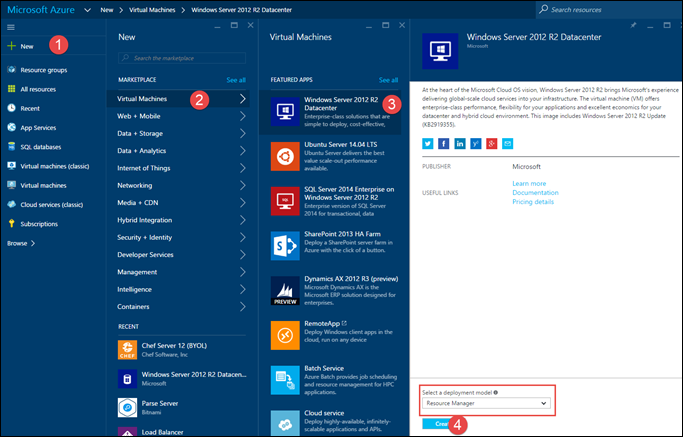 Microsoft Azure
New > Virtual Machines > Windows Server 2012 R2 Datacenter
Search resources
New
1
Resource groups
All resources
Recent
App Services
SQL databases
Virtual machines (classic)
Virtual machines
Cloud services (classic)
Subscriptions
Browse >
New
Search the marketplace
MARKETPLACE
See all
Virtual Machines
2
Web + Mobile
Data + Storage
Data + Analytics
Internet of Things
Networking
Media + CDN
Hybrid Integration
Security + Identity
Developer Services
Management
Intelligence
Containers
RECENT
CHEF
Chef Server 12 (BYOL)
Chef Software, Inc
Windows Server 2012 R2 Datacen...
Microsoft
Parse Server
Bitnami
Load Balancer
Virtual Machines
FEATURED APPS
See all
3
Windows Server 2012 R2
Datacenter
Enterprise-class solutions that are
simple to deploy, cost-effective,
Ubuntu Server 14.04 LTS
Ubuntu Server delivers the best
value scale-out performance
available.
SQL Server 2014 Enterprise on
Windows Server 2012 R2
Enterprise version of SQL Server
2014 for transactional, data
SharePoint 2013 HA Farm
Deploy a SharePoint server farm in
Azure with the click of a button.
PREVIEW
Dynamics AX 2012 R3 (preview)
Microsoft Dynamics AX is the
Microsoft ERP solution designed for
enterprises.
RemoteApp
Deploy Windows client apps in the
cloud, run on any device
Batch Service
Azure Batch provides job scheduling
and resource management for HPC
applications.
Cloud service
Deploy highly-available, infinitely-
scalable applications and APIs.
Windows Server 2012 R2 Datacenter
Microsoft
At the heart of the Microsoft Cloud OS vision, Windows Server 2012 R2 brings Microsoft's experience
delivering global-scale cloud services into your infrastructure. The virtual machine (VM) offers
enterprise-class performance, flexibility for your applications and excellent economics for your
datacenter and hybrid cloud environment. This image includes Windows Server 2012 R2 Update
(KB2919355).
PUBLISHER
Microsoft
USEFUL LINKS
Learn more
Documentation
Pricing details
Select a deployment model
Resource Manager
4